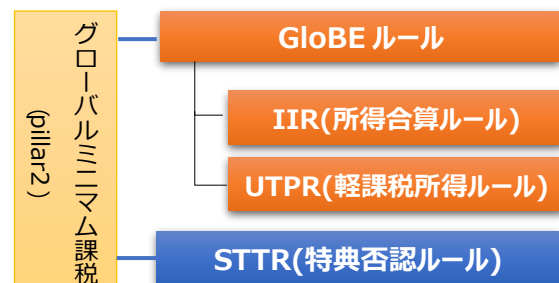 グローバルミニマム課税
(pillar2)
GloBE ルール
IIR(所得合算ルール)
UTPR(軽課税所得ルール)
STTR(特典否認ルール)